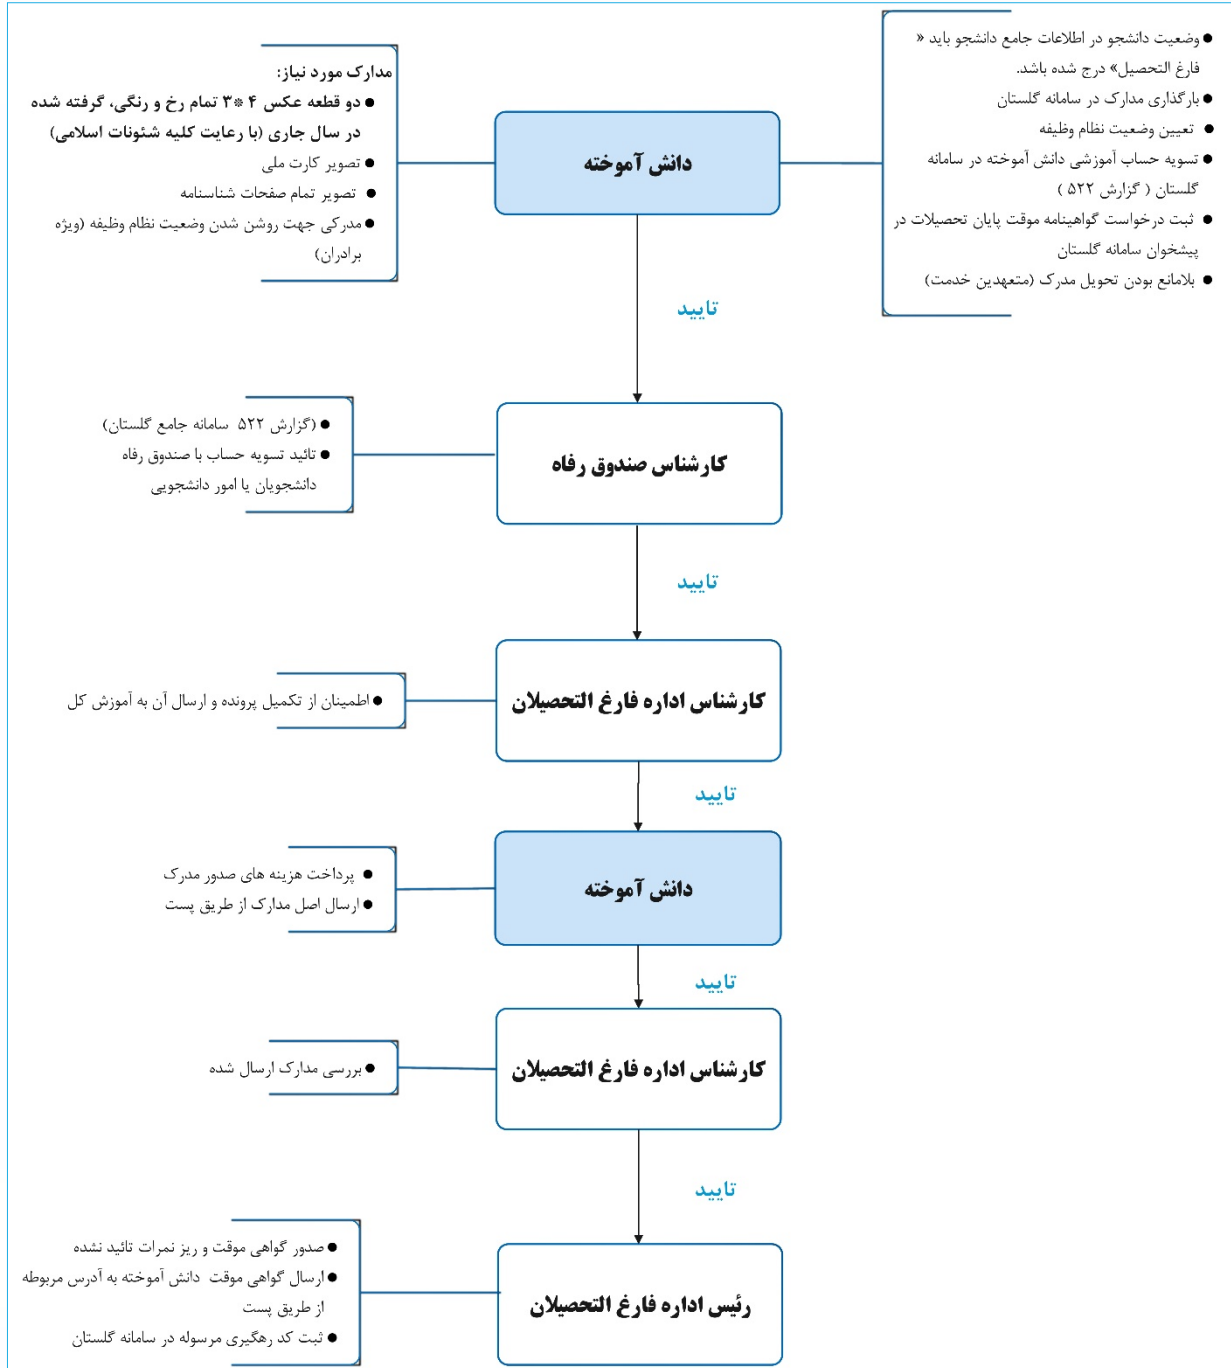 وضعیت دانشجو در اطلاعات جامع دانشجو باید «
فارغ التحصیل» درج شده باشد.
بارگذاری مدارک در سامانه گلستان
تعیین وضعیت نظام وظیفه
تسویه حساب آموزشی دانش آموخته در سامانه
گلستان ( گزارش ۵۲۲ )
ثبت درخواست گواهینامه موقت پایان تحصیلات در
پیشخوان سامانه گلستان
بلامانع بودن تحویل مدرک (متعهدین خدمت)
دانش آموخته
مدارک مورد نیاز:
دو قطعه عکس ۴*۳ تمام رخ و رنگی، گرفته شده
در سال جاری (با رعایت کلیه شئونات اسلامی)
تصویر کارت ملی
تصویر تمام صفحات شناسنامه
مدرکی جهت روشن شدن وضعیت نظام وظیفه (ویژه
برادران)
تایید
کارشناس صندوق رفاه
(گزارش ۵۲۲ سامانه جامع گلستان)
تائید تسویه حساب با صندوق رفاه
دانشجویان یا امور دانشجویی
تایید
کارشناس اداره فارغ التحصیلان
اطمینان از تکمیل پرونده و ارسال آن به آموزش کل
تایید
دانش آموخته
پرداخت هزینه های صدور مدرک
ارسال اصل مدارک از طریق پست
تایید
کارشناس اداره فارغ التحصیلان
بررسی مدارک ارسال شده
تایید
رئیس اداره فارغ التحصیلان
صدور گواهی موقت و ریز نمرات تائید نشده
ارسال گواهی موقت دانش آموخته به آدرس مربوطه
از طریق پست
ثبت کد رهگیری مرسوله در سامانه گلستان